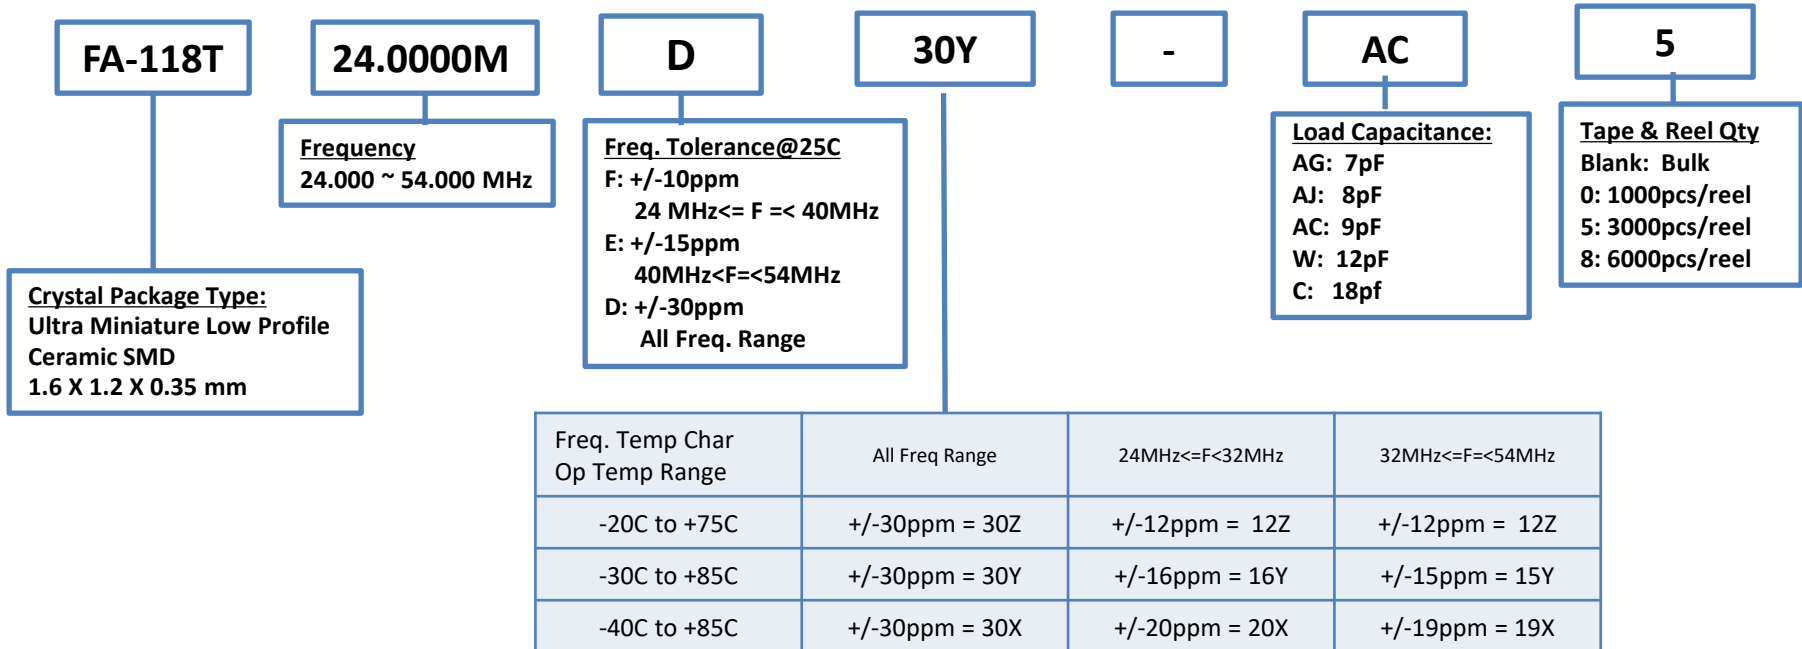 FA-118T 24.0000M D 30Y - AC 5
Frequency
24.000 ~ 54.000 MHz
Freq. Tolerance@25C
F: +/-10ppm
24 MHz<= F =< 40MHz
E: +/-15ppm
40MHz<F=<54MHz
D: +/-30ppm
All Freq. Range
Load Capacitance:
AG: 7pF
AJ: 8pF
AC: 9pF
W: 12pF
C: 18pf
Tape & Reel Qty
Blank: Bulk
0: 1000pcs/reel
5: 3000pcs/reel
8: 6000pcs/reel
Crystal Package Type:
Ultra Miniature Low Profile
Ceramic SMD
1.6 X 1.2 X 0.35 mm
Freq. Temp Char
Op Temp Range
All Freq Range
24MHz<=F<32MHz
32MHz<=F=<54MHz
-20C to +75C +/-30ppm = 30Z +/-12ppm = 12Z +/-12ppm = 12Z
-30C to +85C +/-30ppm = 30Y +/-16ppm = 16Y +/-15ppm = 15Y
-40C to +85C +/-30ppm = 30X +/-20ppm = 20X +/-19ppm = 19X